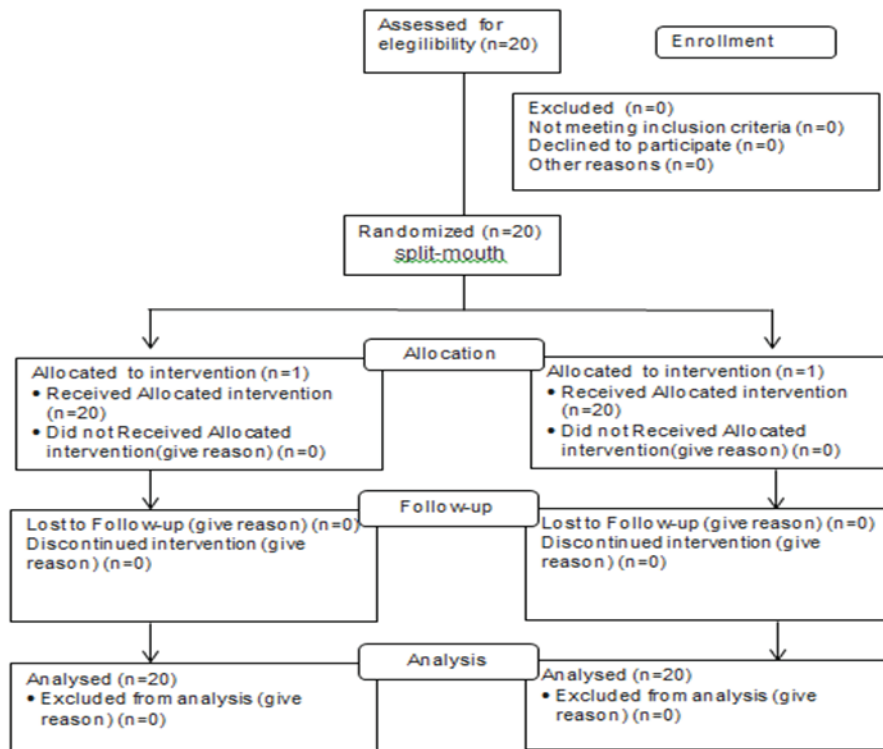 Assessed for
elegilibility (n=20)
Enrollment
Excluded (n=0)
Not meeting inclusion criteria (n=0)
Declined to participate (n=0)
Other reasons (n=0)
Randomized (n=20)
split-mouth
Allocation
Allocated to intervention (n=1)
• Received Allocated intervention
(n=20)
• Did not Received Allocated
intervention(give reason) (n=0)
Allocated to intervention (n=1)
• Received Allocated intervention
(n=20)
• Did not Received Allocated
intervention(give reason) (n=0)
Follow-up
Lost to Follow-up (give reason) (n=0)
Discontinued intervention (give
reason) (n=0)
Lost to Follow-up (give reason) (n=0)
Discontinued intervention (give
reason) (n=0)
Analysis
Analysed (n=20)
• Excluded from analysis (give
reason) (n=0)
Analysed (n=20)
• Excluded from analysis (give
reason) (n=0)